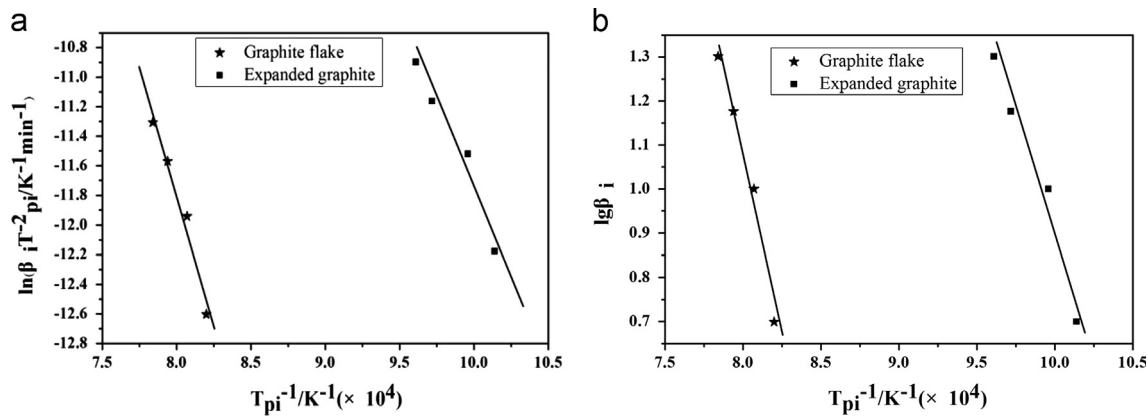 a
-10.8
-11.0
-11.2
-11.4
-11.6
-11.8
-12.0
-12.2
-12.4
-12.6
-12.8
7.5 8.0 8.5 9.0 9.5 10.0 10.5
ln(β iT-2pi/K-1min-1)
Tpi-1/K-1(× 104)
Graphite flake
Expanded graphite
b
1.3
1.2
1.1
1.0
0.9
0.8
0.7
7.5 8.0 8.5 9.0 9.5 10.0 10.5
lgβ i
Tpi-1/K-1(× 104)
Graphite flake
Expanded graphite